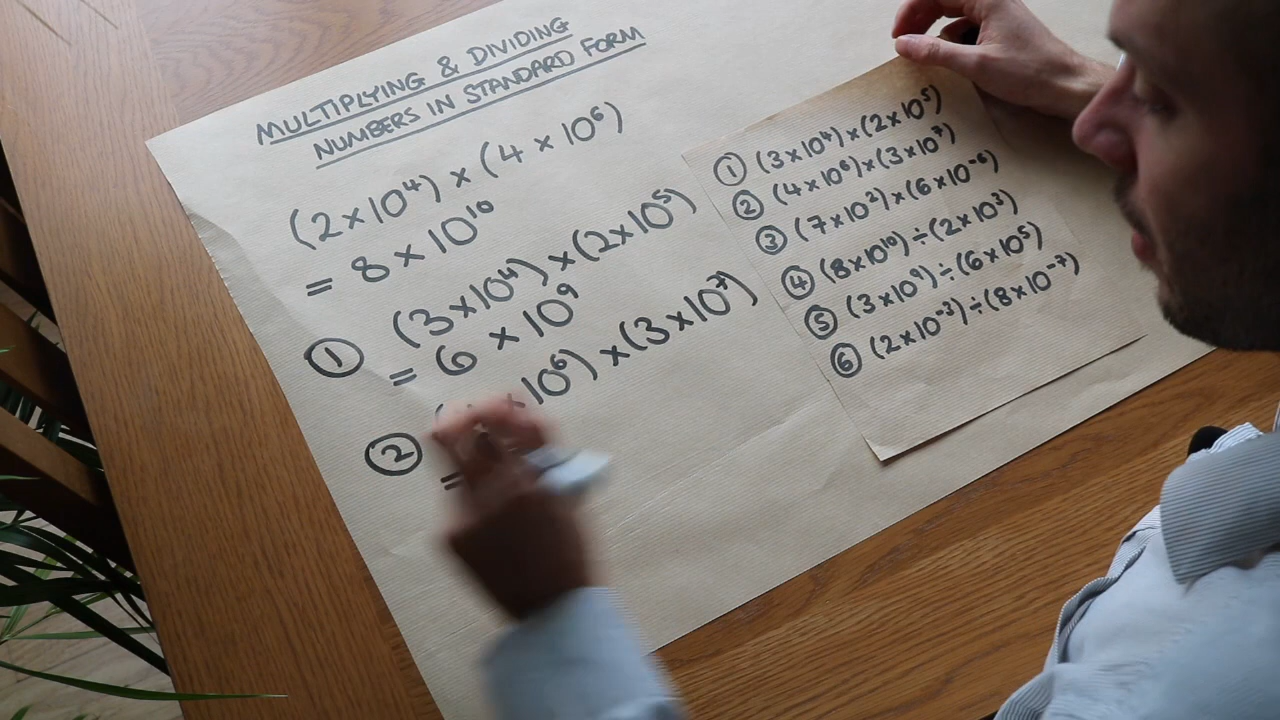 MULTIPLYING & DIVIDING
NUMBERS IN STANDARD FORM
(2×10⁴) × (4 × 10⁶)
= 8 × 10¹⁰
① (3×10⁴) × (2×10⁵)
= 6 × 10⁹
② 10⁶) × (3×10⁷)
=
① (3×10⁴) × (2×10⁵)
② (4×10⁶) × (3×10⁷)
③ (7×10²) × (6×10⁻⁶)
④ (8×10¹⁰) ÷ (2×10³)
⑤ (3×10⁹) ÷ (6×10⁵)
⑥ (2×10⁻³) ÷ (8×10⁻⁷)